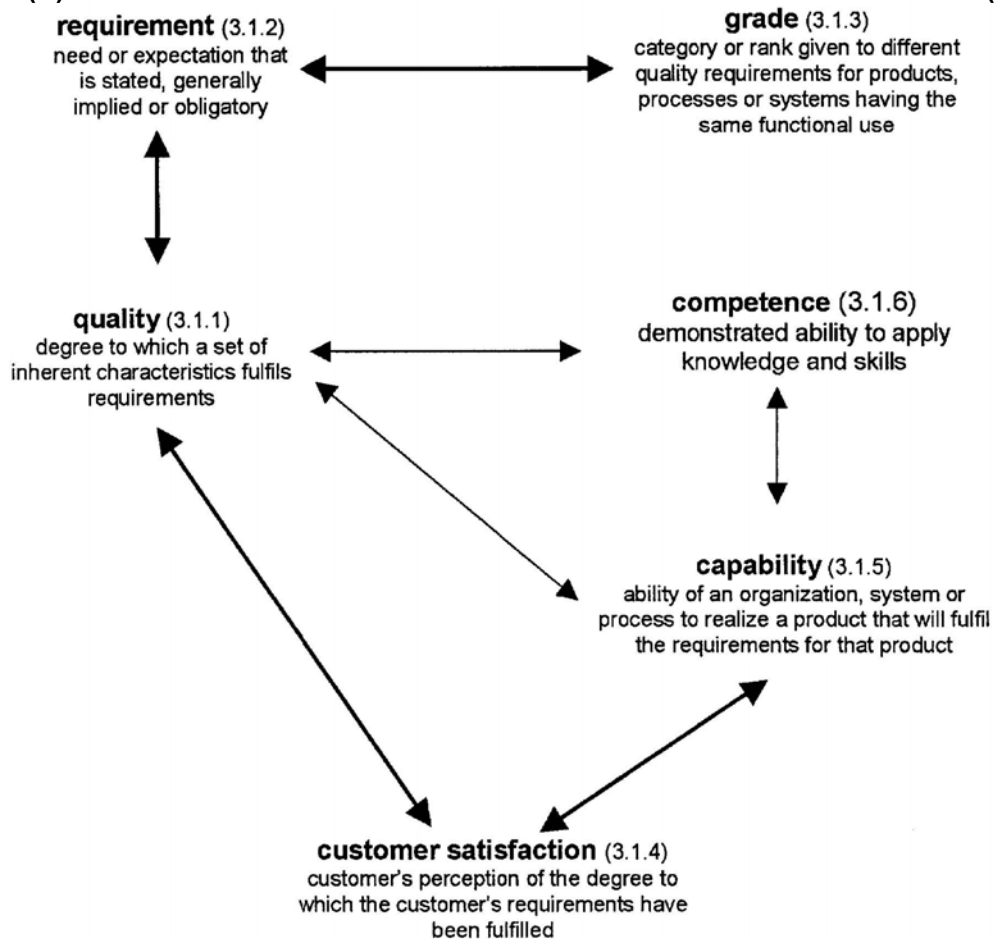 requirement (3.1.2)
need or expectation that
is stated, generally
implied or obligatory
grade (3.1.3)
category or rank given to different
quality requirements for products,
processes or systems having the
same functional use
quality (3.1.1)
degree to which a set of
inherent characteristics fulfils
requirements
competence (3.1.6)
demonstrated ability to apply
knowledge and skills
capability (3.1.5)
ability of an organization, system or
process to realize a product that will fulfil
the requirements for that product
customer satisfaction (3.1.4)
customer's perception of the degree to
which the customer's requirements have
been fulfilled